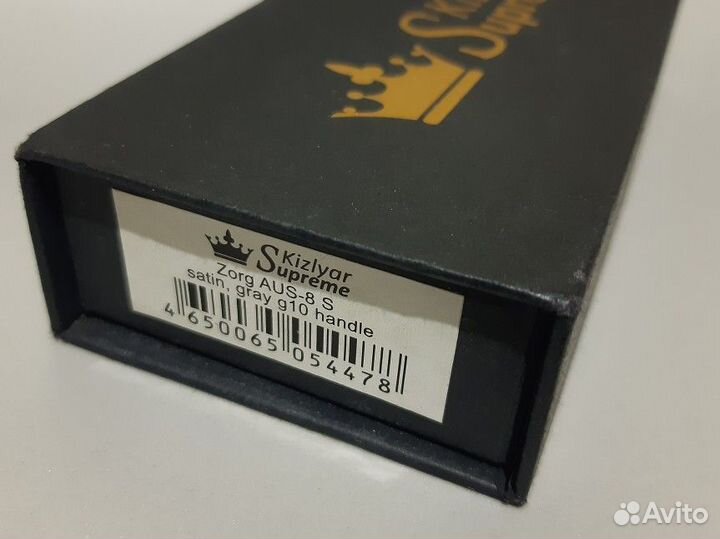 Kizlyar
Supreme
Kizlyar
Supreme
Zorg AUS-8 S
satin, gray g10 handle
4 650065 054478
Avito